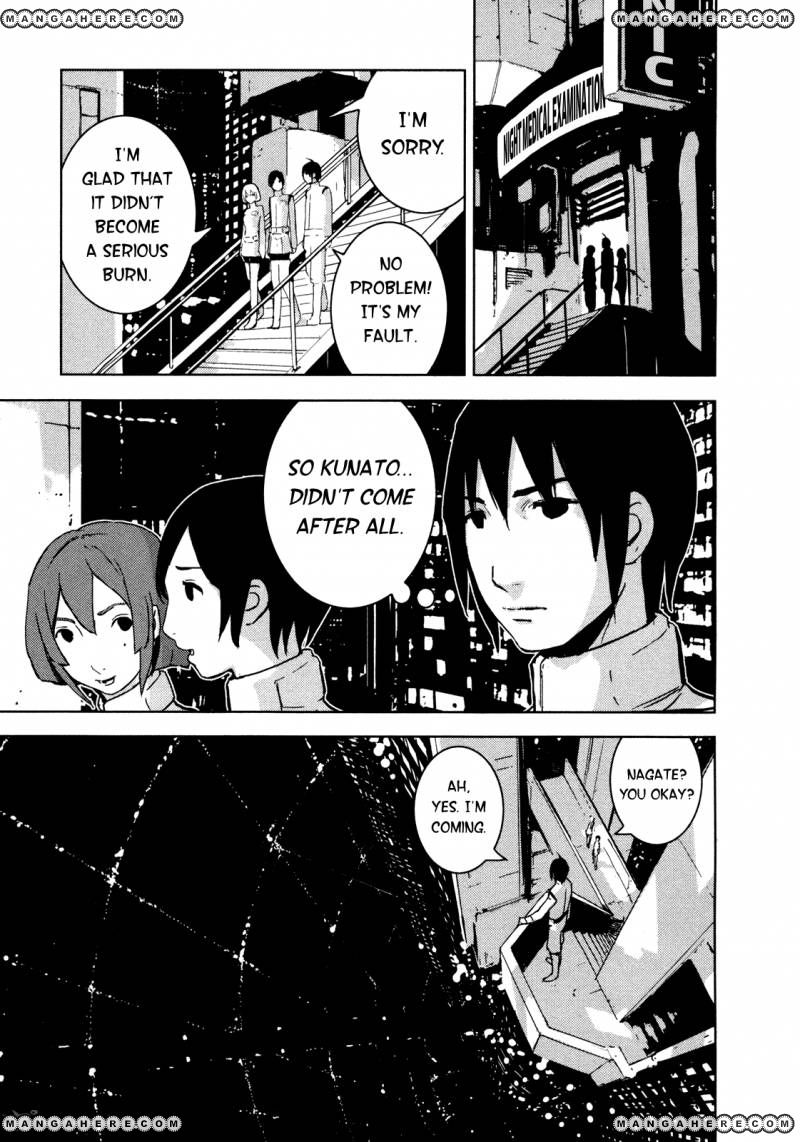 MANGAHERE.COM
MANGAHERE.COM
NIC
NIGHT MEDICAL EXAMINATION
I'M
SORRY.
I'M
GLAD THAT
IT DIDN'T
BECOME
A SERIOUS
BURN.
NO
PROBLEM!
IT'S MY
FAULT.
SO KUNATO...
DIDN'T COME
AFTER ALL.
NAGATE?
YOU OKAY?
AH,
YES. I'M
COMING.
MANGAHERE.COM
MANGAHERE.COM